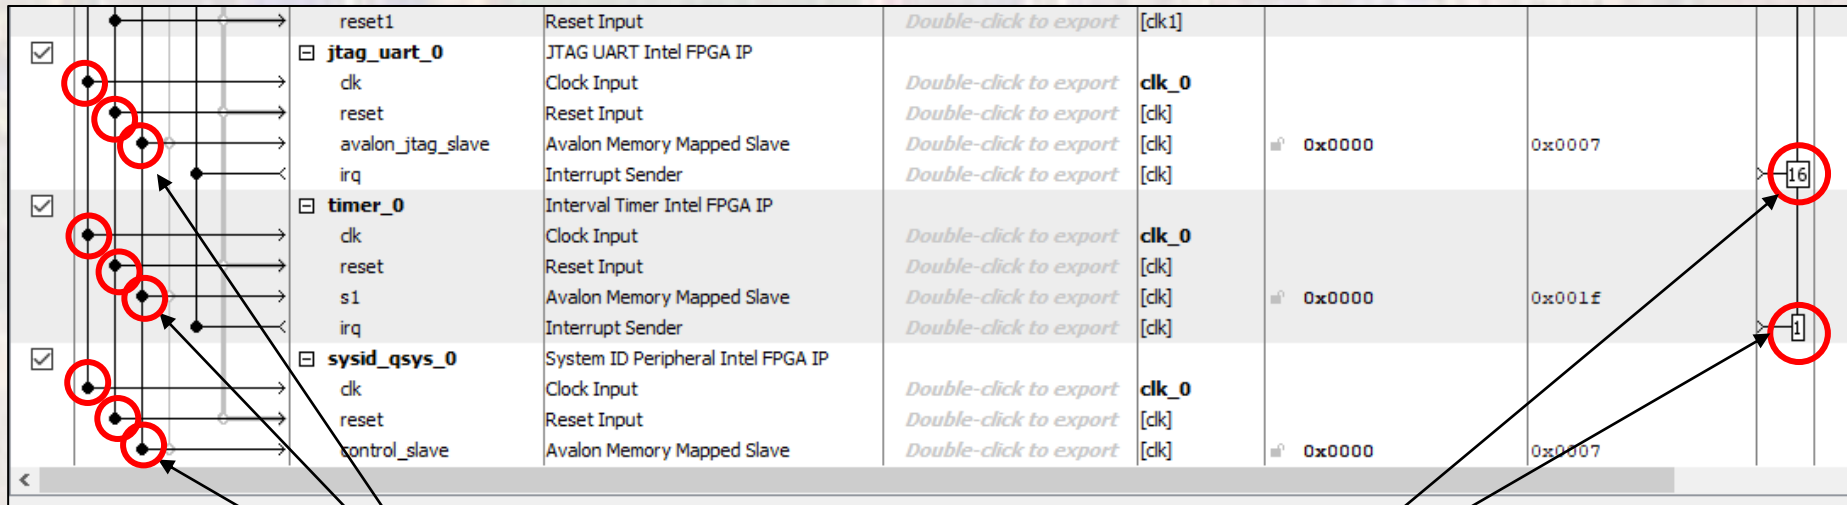 reset1 Reset Input Double-click to export [clk1]
jtag_uart_0 JTAG UART Intel FPGA IP
clk Clock Input Double-click to export clk_0
reset Reset Input Double-click to export [clk]
avalon_jtag_slave Avalon Memory Mapped Slave Double-click to export [clk] 0x0000 0x0007
irq Interrupt Sender Double-click to export [clk] 16
timer_0 Interval Timer Intel FPGA IP
clk Clock Input Double-click to export clk_0
reset Reset Input Double-click to export [clk]
s1 Avalon Memory Mapped Slave Double-click to export [clk] 0x0000 0x001f
irq Interrupt Sender Double-click to export [clk] 1
sysid_qsys_0 System ID Peripheral Intel FPGA IP
clk Clock Input Double-click to export clk_0
reset Reset Input Double-click to export [clk]
control_slave Avalon Memory Mapped Slave Double-click to export [clk] 0x0000 0x0007